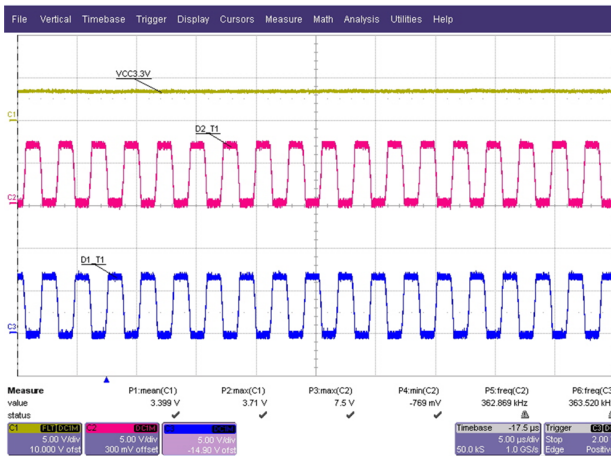 File Vertical Timebase Trigger Display Cursors Measure Math Analysis Utilities Help
VCC3.3V
C1
D2_T1
C2
D1_T1
C3
Measure P1:mean(C1) P2:max(C1) P3:max(C2) P4:min(C2) P5:freq(C2) P6:freq(C3
value 3.399 V 3.71 V 7.5 V -769 mV 362.869 kHz 363.520 kHz
status
C1 FLT DC1M C2 DC1M Timebase -17.5 µs Trigger C3 D
5.00 V/div 5.00 V/div 5.00 V/div 5.00 µs/div Stop 2.00
10.000 V ofst 300 mV offset -14.90 V ofst 50.0 kS 1.0 GS/s Edge Positiv